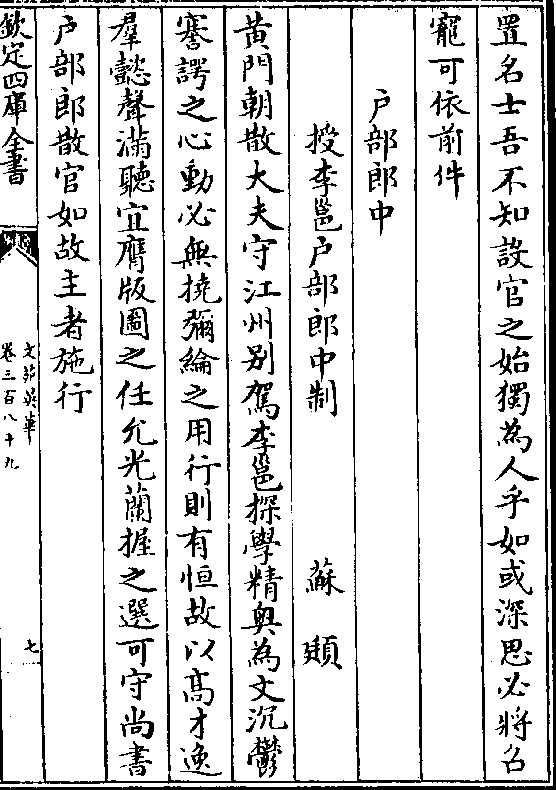 置名士吾不知設官之始獨為人乎如或深思必將召
寵可依前件
户部郎中
授李邕户部郎中制 蘇頲
黄門朝散大夫守江州别駕李邕探學精奥為文沉鬱
謇諤之心動必無撓彌綸之用行則有恒故以髙才逸
羣懿聲滿聽宜膺版圖之任允光蘭握之選可守尚書
户部郎散官如故主者施行
欽定四庫全書
文苑英華
卷三百八十九
七